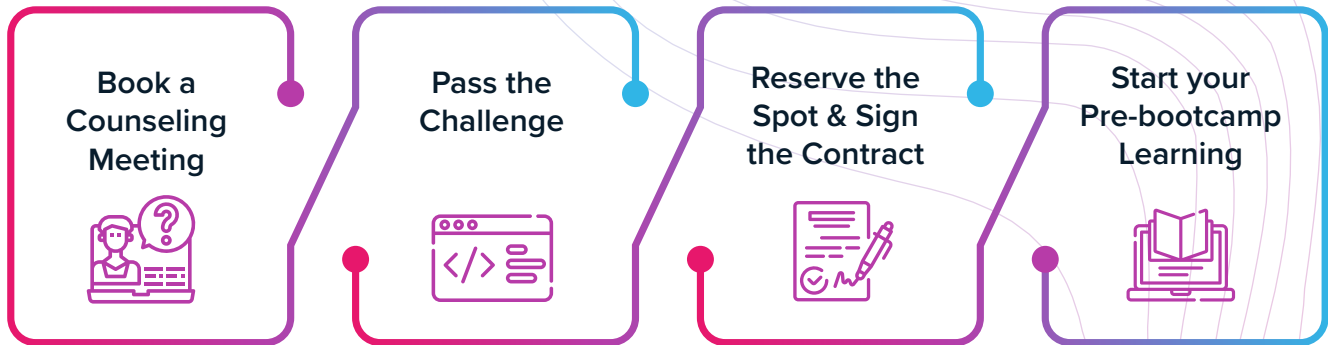 Book a
Counseling
Meeting
Pass the
Challenge
Reserve the
Spot & Sign
the Contract
Start your
Pre-bootcamp
Learning